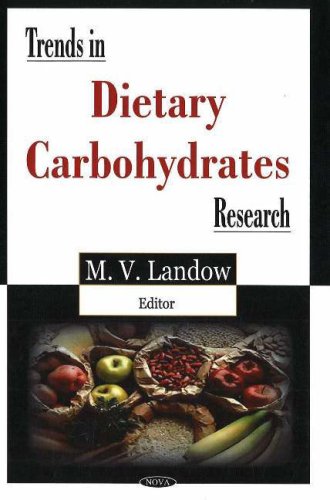 Trends in
Dietary
Carbohydrates
Research
M. V. Landow
Editor
NOVA